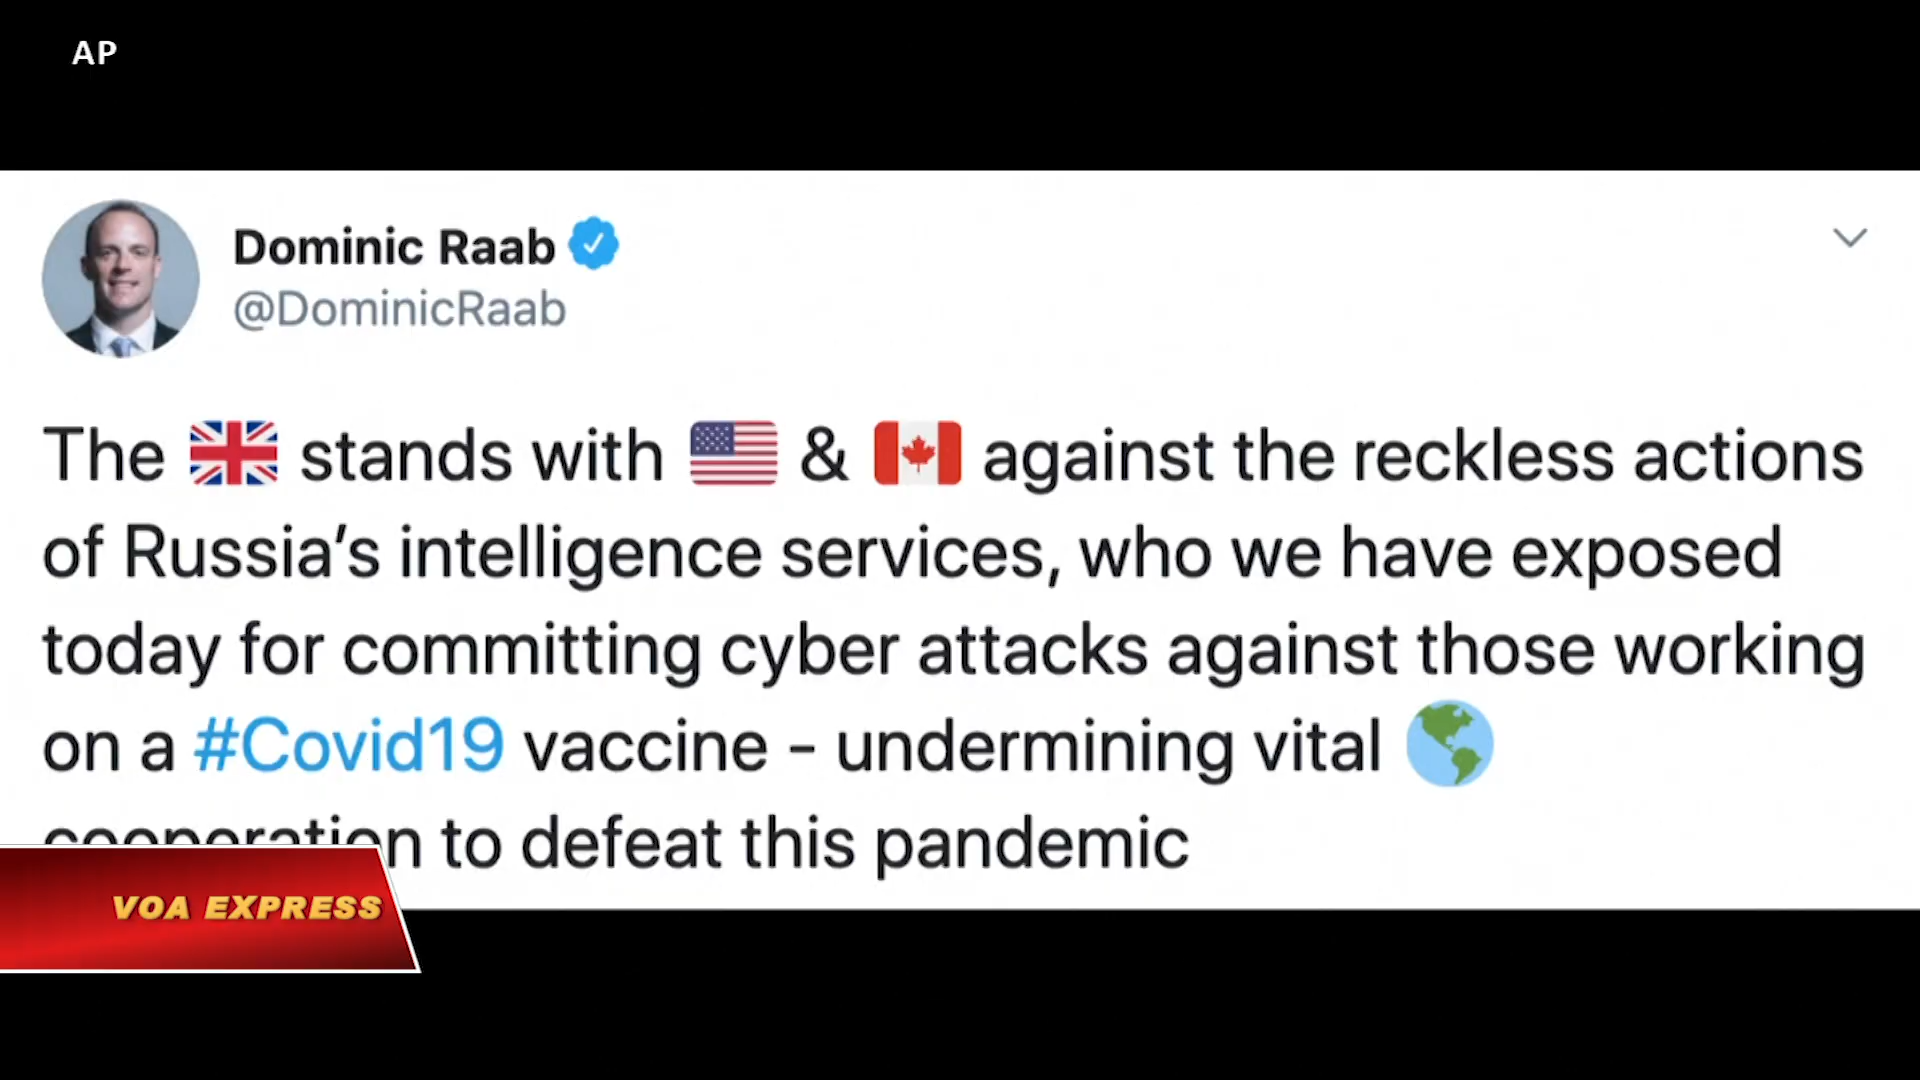 AP
Dominic Raab
@DominicRaab
The 🇬🇧 stands with 🇺🇸 & 🇨🇦 against the reckless actions
of Russia’s intelligence services, who we have exposed
today for committing cyber attacks against those working
on a #Covid19 vaccine - undermining vital 🌎
cooperation to defeat this pandemic
VOA EXPRESS